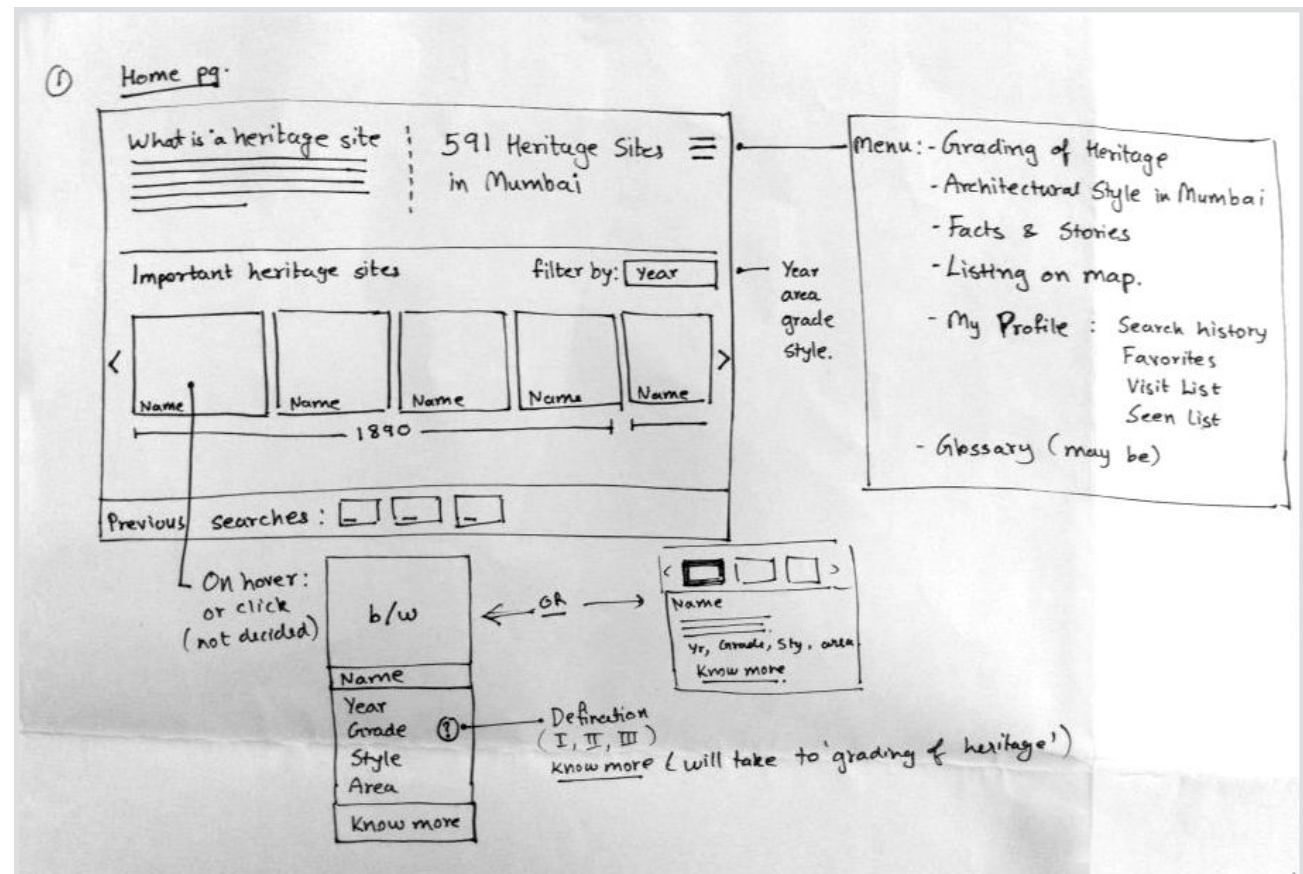 1 Home pg.
What is a heritage site
591 Heritage Sites
in Mumbai
Menu:- Grading of Heritage
- Architectural Style in Mumbai
- Facts & Stories
- Listing on map.
- My Profile : Search history
Favorites
Visit List
Seen List
- Glossary (may be)
Important heritage sites
filter by: Year
Year
area
grade
style.
<
Name
Name
Name
Name
Name
>
1890
Previous searches :
On hover:
or click
(not decided)
b/w
Name
Year
Grade ?
Style
Area
Know more
OR
< >
Name
Yr, Grade, Sty, area
Know more
Defination
(I, II, III)
Know more (will take to 'grading of heritage')